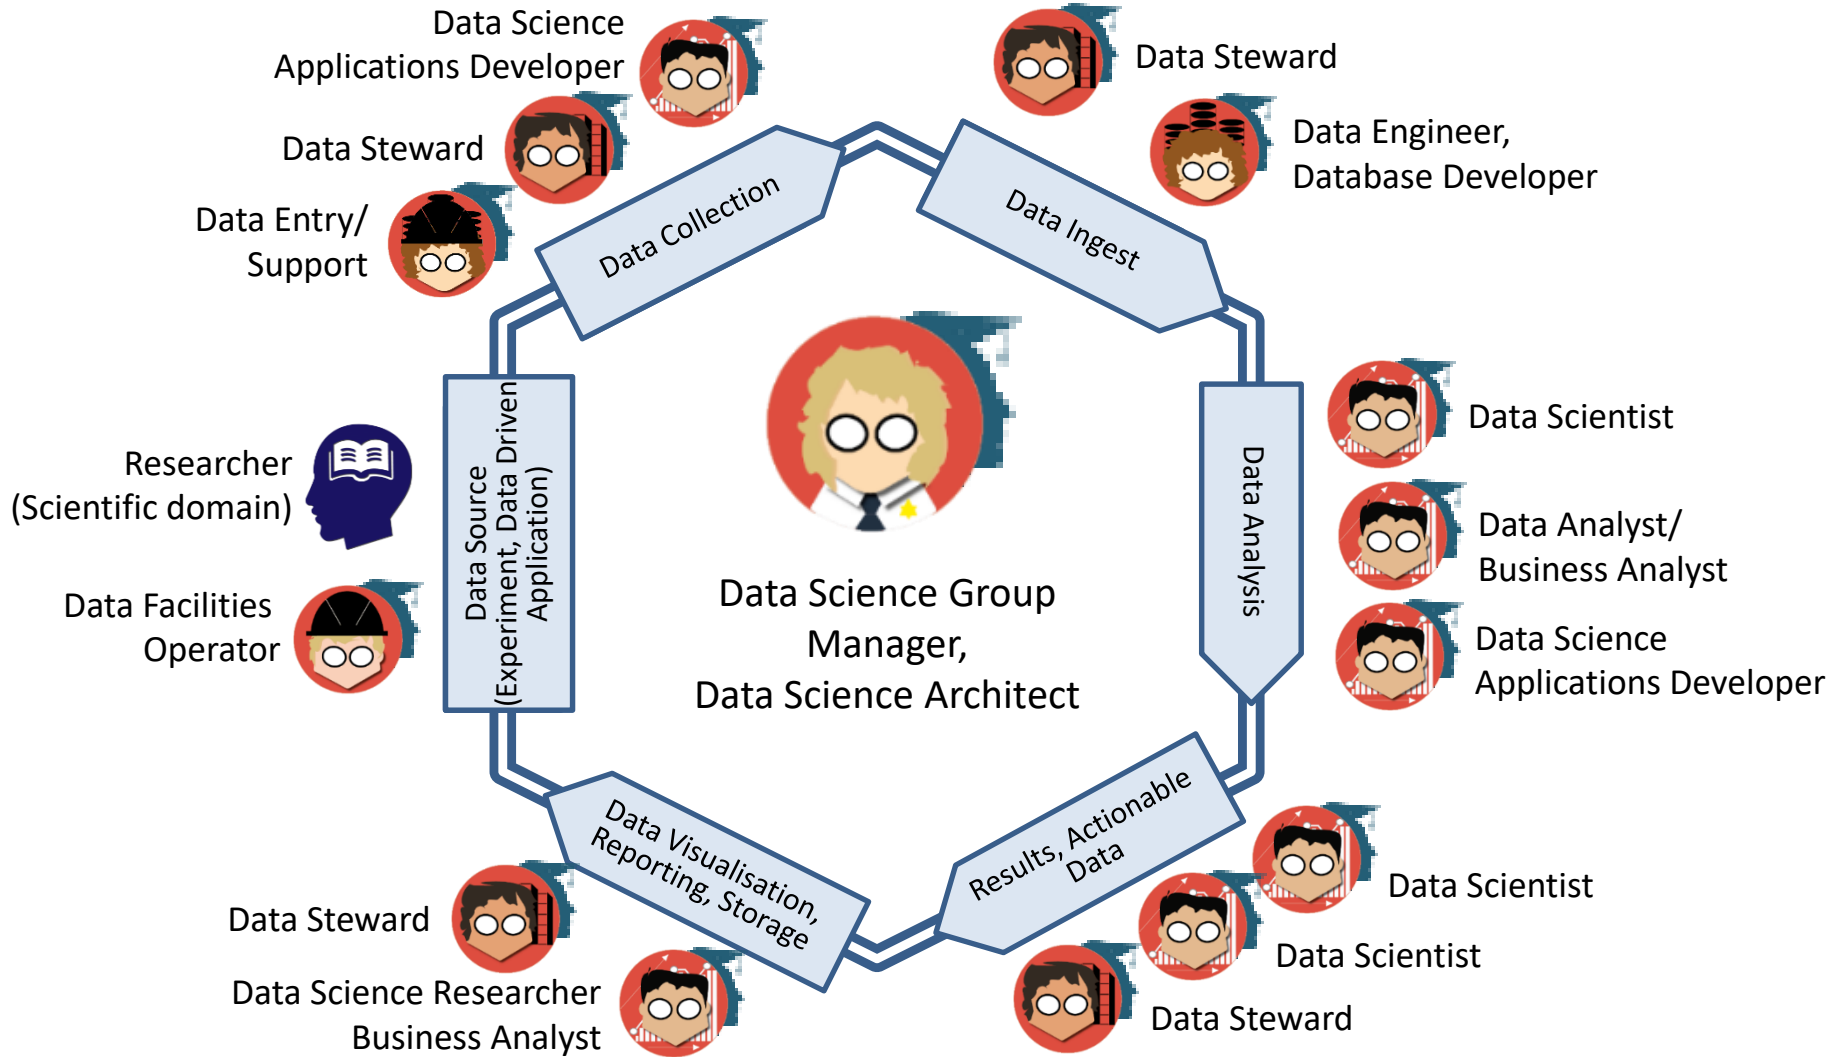 Data Science
Applications Developer
Data Steward
Data Entry/
Support
Data Collection
Data Steward
Data Engineer,
Database Developer
Data Ingest
Data Scientist
Data Analyst/
Business Analyst
Data Science
Applications Developer
Data Analysis
Researcher
(Scientific domain)
Data Facilities
Operator
Data Source
(Experiment, Data Driven
Application)
Data Science Group
Manager,
Data Science Architect
Results, Actionable
Data
Data Scientist
Data Scientist
Data Steward
Data Visualisation,
Reporting, Storage
Data Steward
Data Science Researcher
Business Analyst